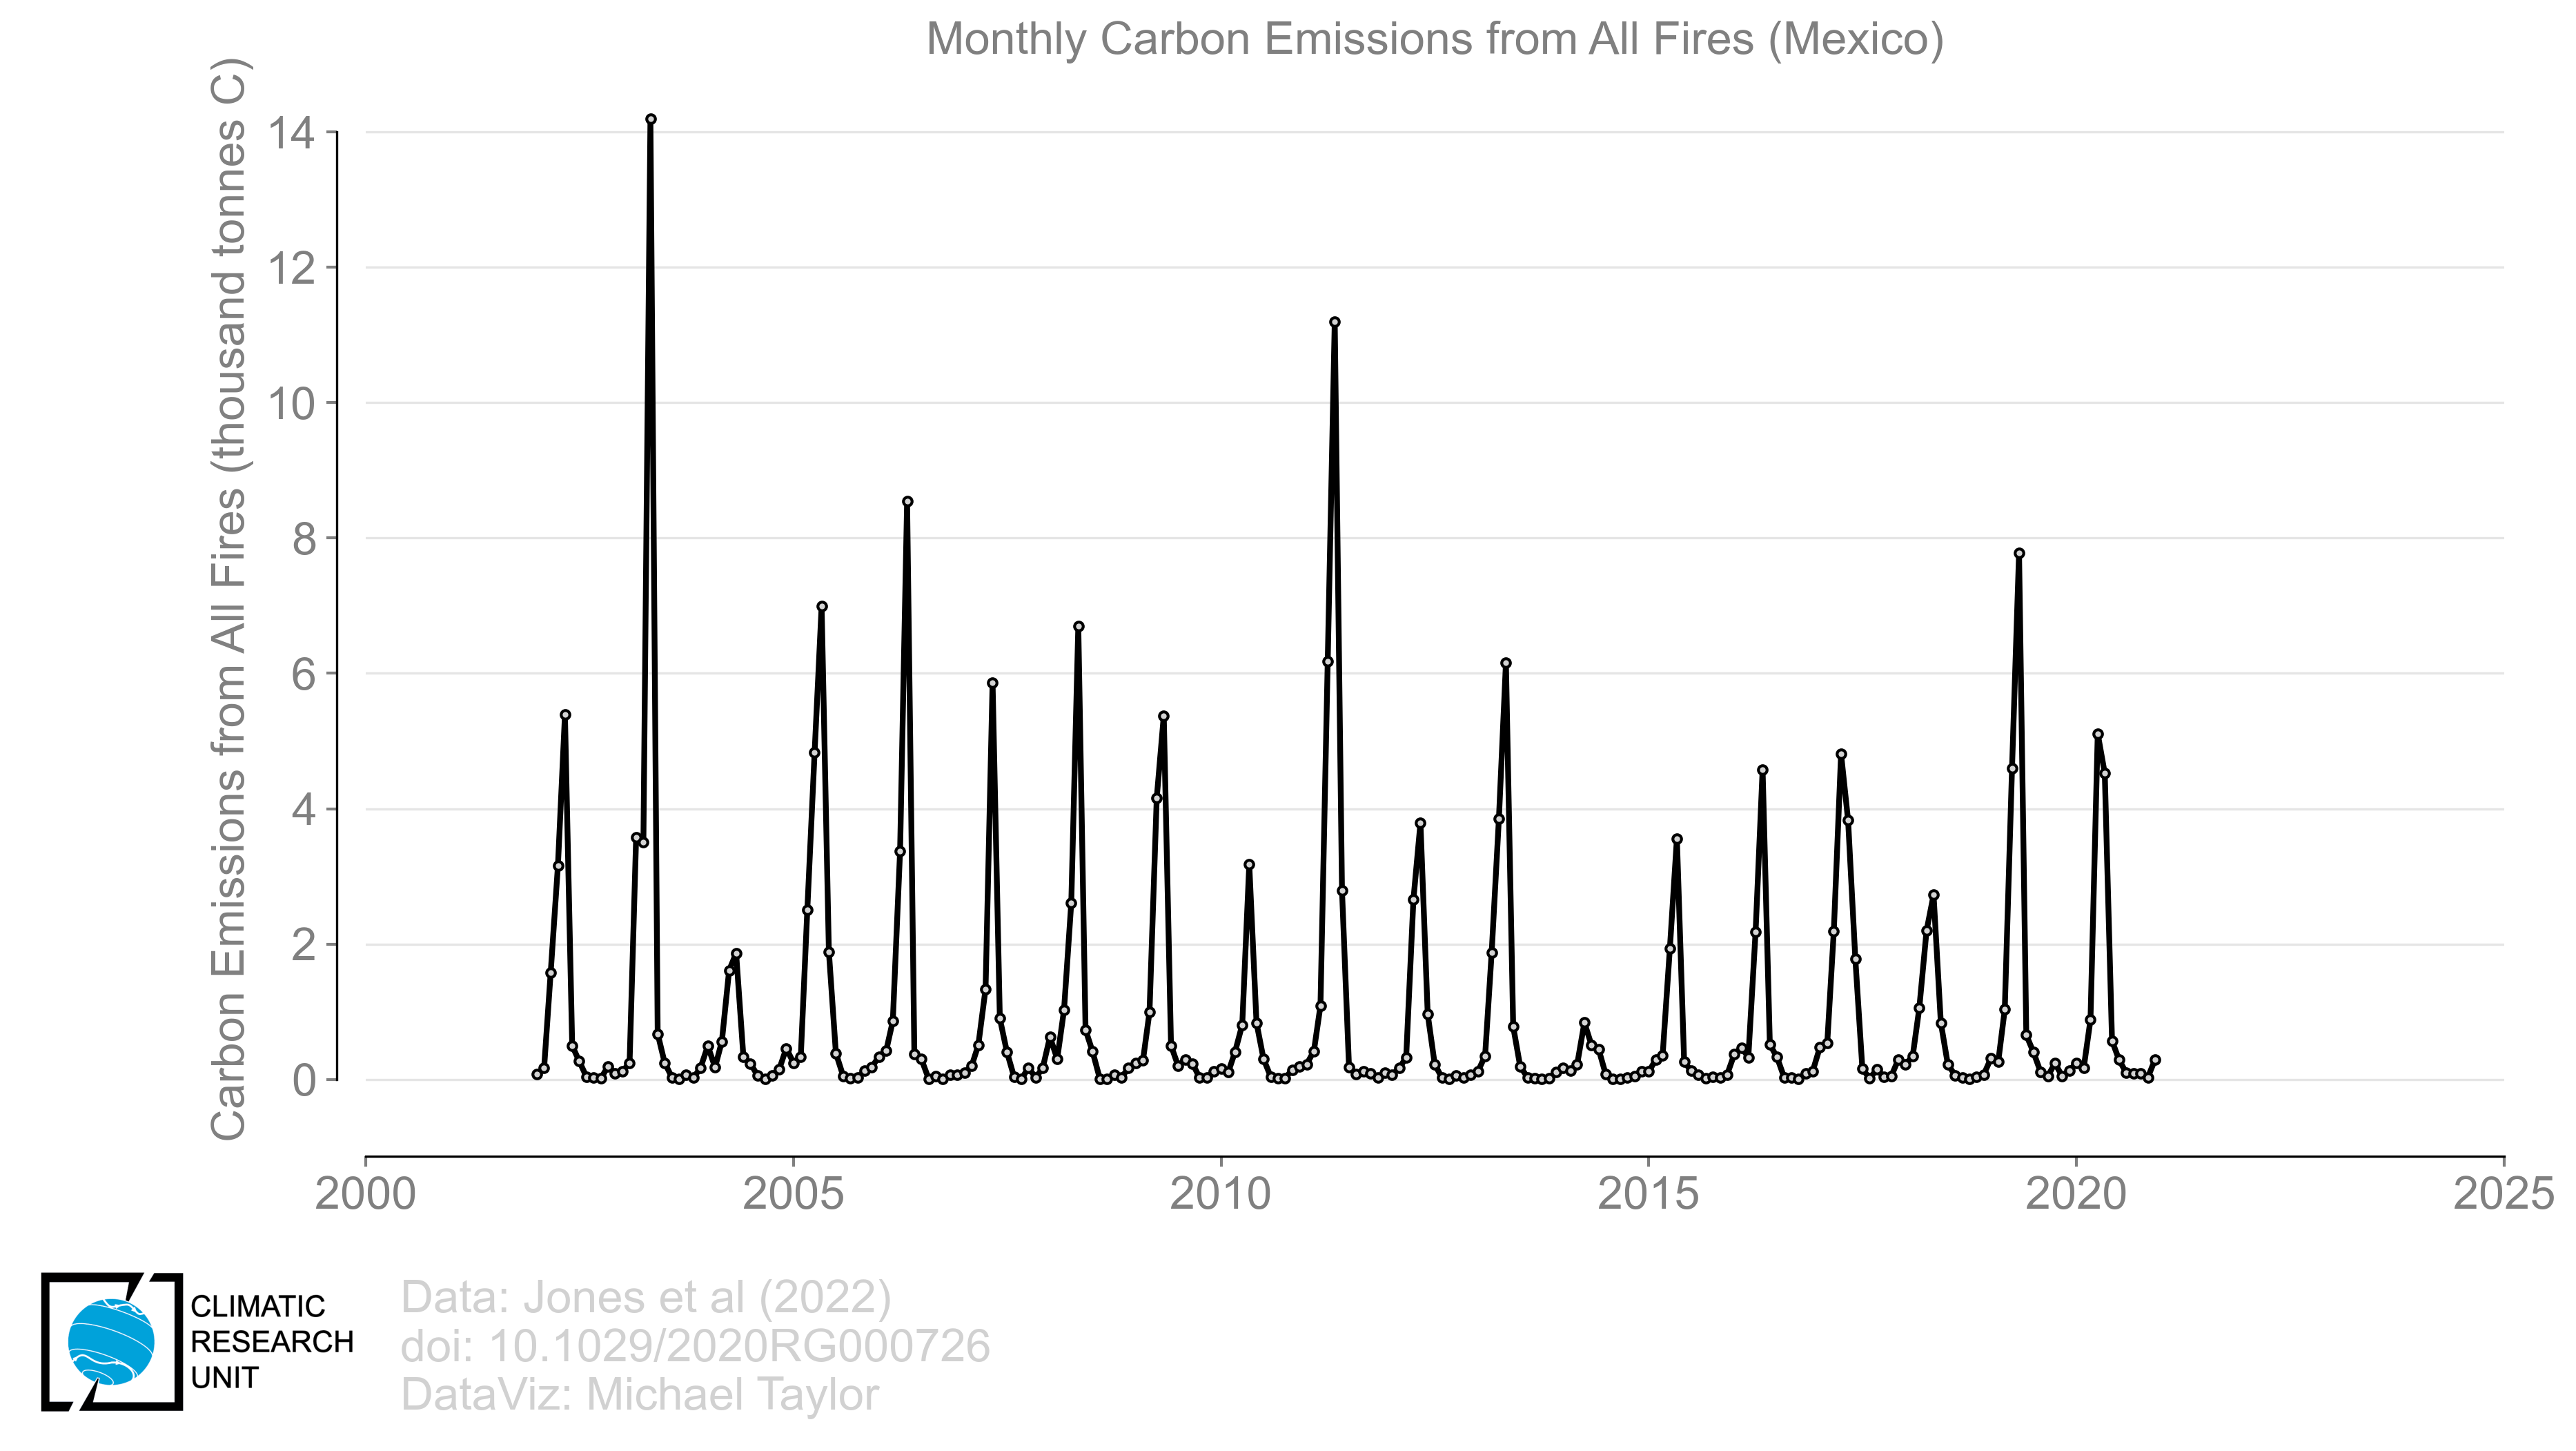 Monthly Carbon Emissions from All Fires (Mexico)
Carbon Emissions from All Fires (thousand tonnes C)
14
12
10
8
6
4
2
0
2000
2005
2010
2015
2020
2025
CLIMATIC
RESEARCH
UNIT
Data: Jones et al (2022)
doi: 10.1029/2020RG000726
DataViz: Michael Taylor